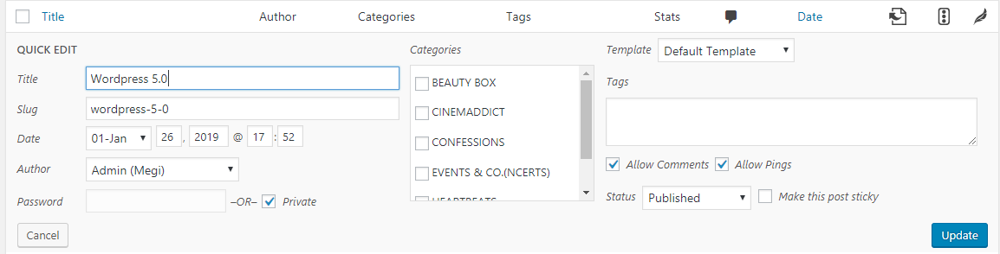 Title Author Categories Tags Stats Date
QUICK EDIT
Title Wordpress 5.0
Slug wordpress-5-0
Date 01-Jan 26 , 2019 @ 17 : 52
Author Admin (Megi)
Password –OR– Private
Categories
BEAUTY BOX
CINEMADDICT
CONFESSIONS
EVENTS & CO.(NCERTS)
HEARTBEATS
Template Default Template
Tags
Allow Comments Allow Pings
Status Published Make this post sticky
Cancel Update